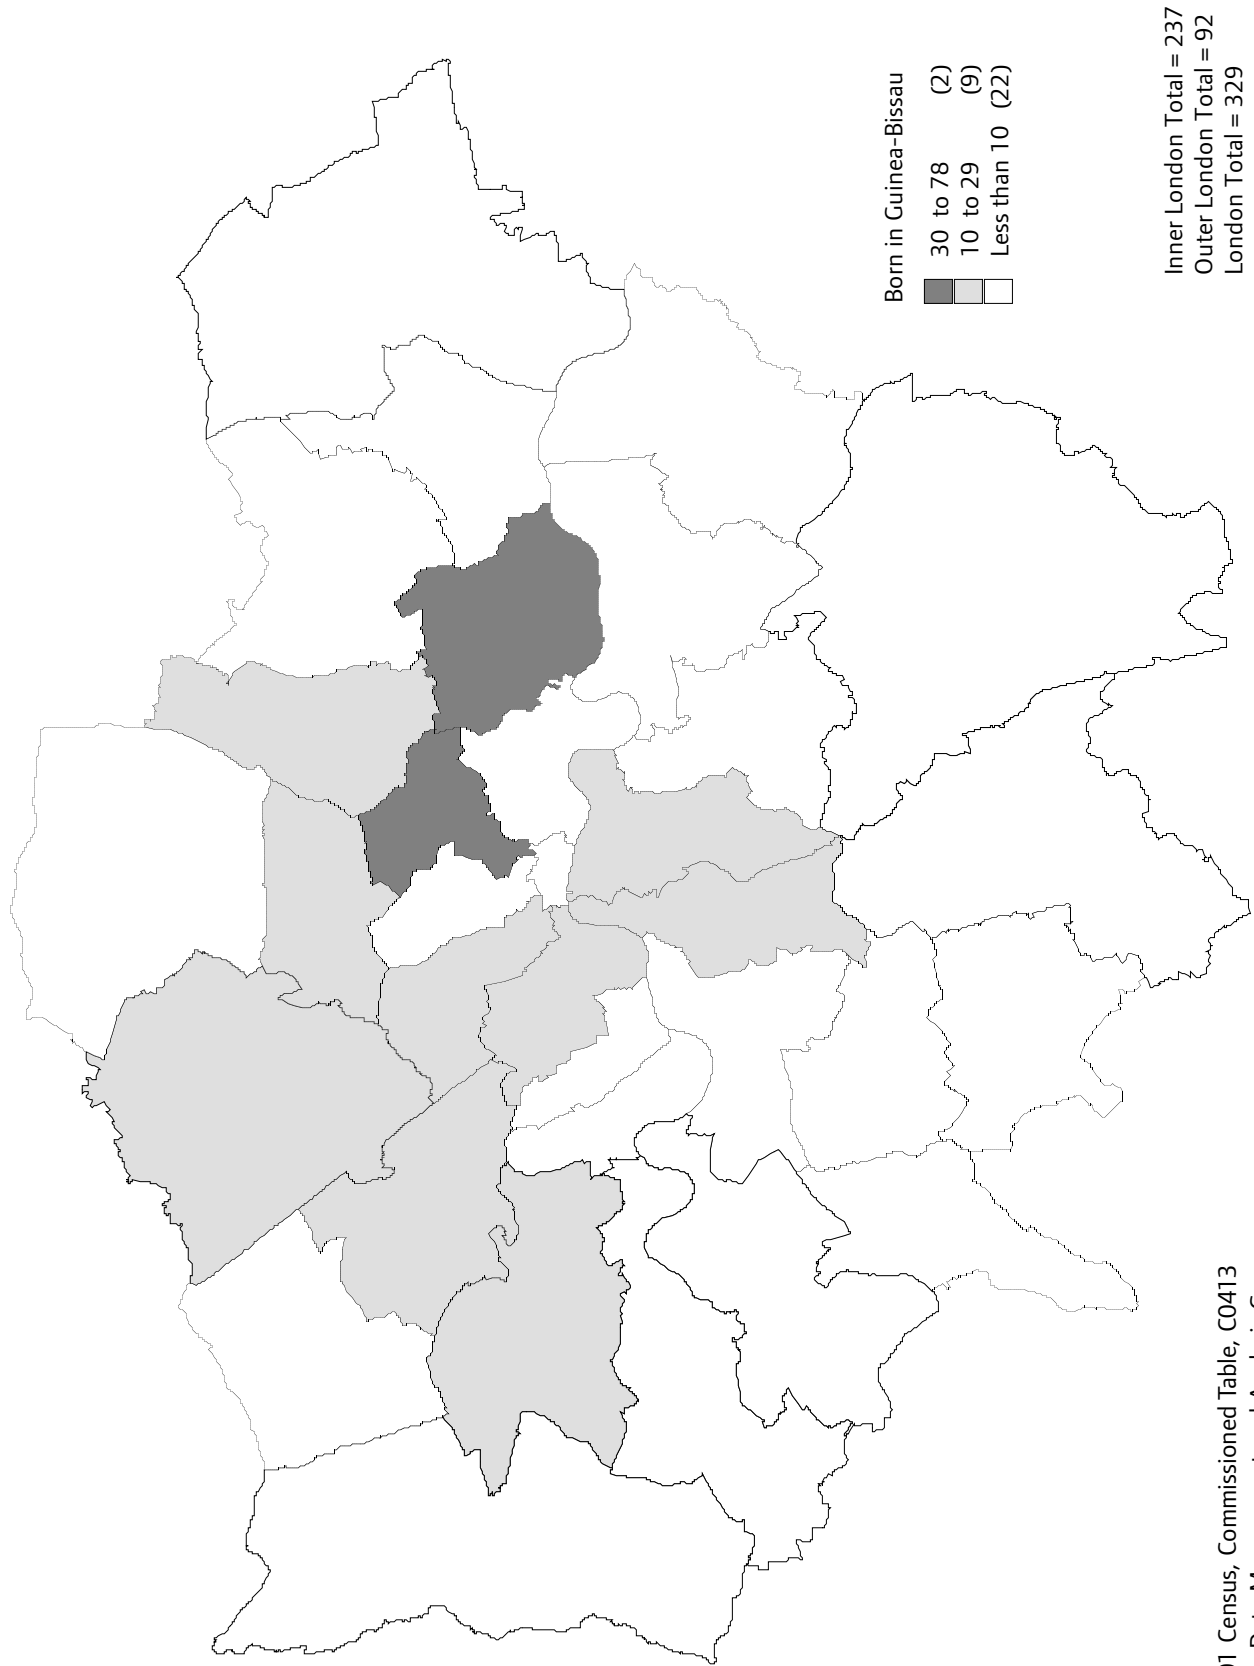 Born in Guinea-Bissau
30 to 78 (2)
10 to 29 (9)
Less than 10 (22)
Inner London Total = 237
Outer London Total = 92
London Total = 329
Census, Commissioned Table, C0413